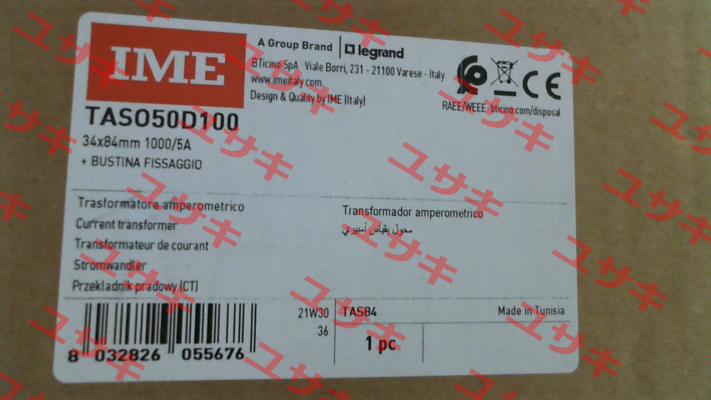 IME
A Group Brand
legrand
BTicino SpA Viale Borri, 231 - 21100 Varese - Italy
www.imeitaly.com
Design & Quality by IME (Italy)
CE
RAEE/WEEE: bticino.com/disposal
TASO50D100
34x84mm 1000/5A
+ BUSTINA FISSAGGIO
Trasformatore amperometrico
Current transformer
Transformateur de courant
Stromwandler
Przekladnik pradowy (CT)
Transformador amperometrico
محول بقياس أمبيري
8 032826 055676
21W30
36
TAS84
Made in Tunisia
1 pc
ユサキ